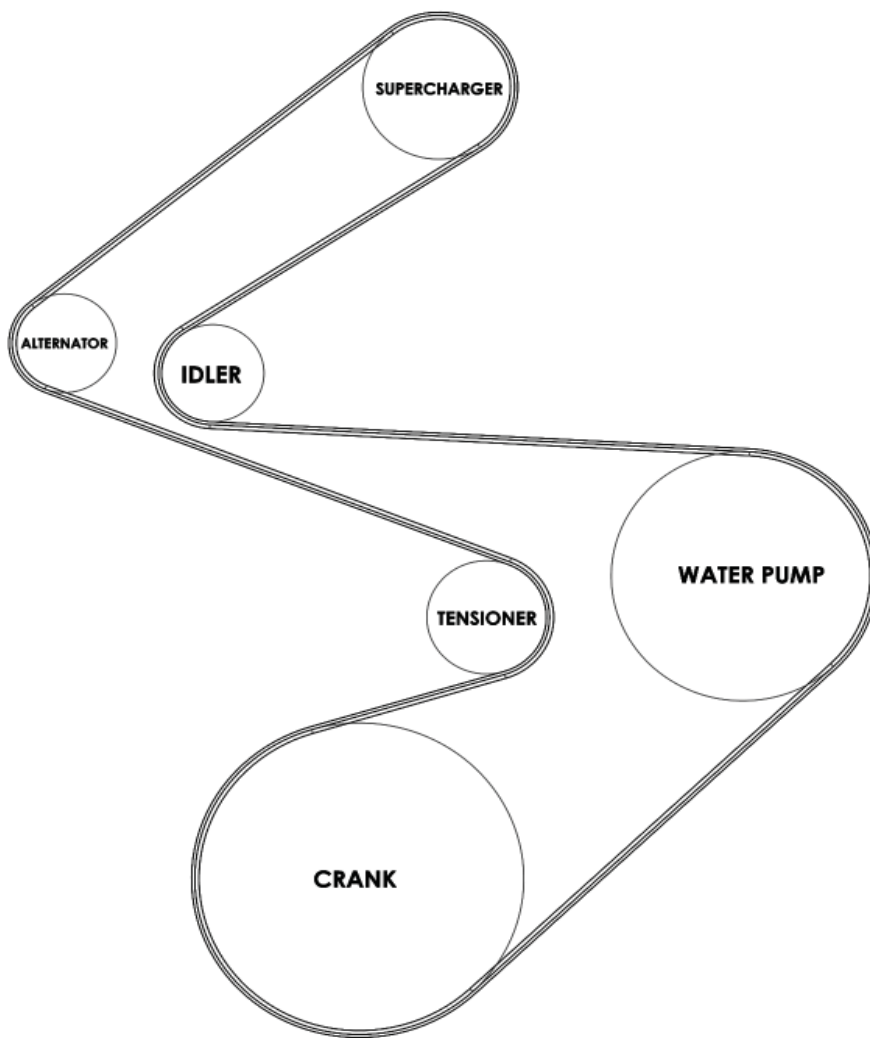 SUPERCHARGER
ALTERNATOR
IDLER
WATER PUMP
TENSIONER
CRANK